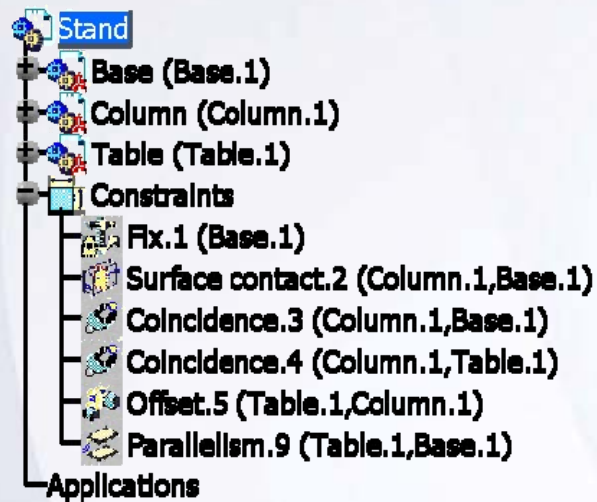 Stand
Base (Base.1)
Column (Column.1)
Table (Table.1)
Constraints
Fix.1 (Base.1)
Surface contact.2 (Column.1,Base.1)
Coincidence.3 (Column.1,Base.1)
Coincidence.4 (Column.1,Table.1)
Offset.5 (Table.1,Column.1)
Parallelism.9 (Table.1,Base.1)
Applications